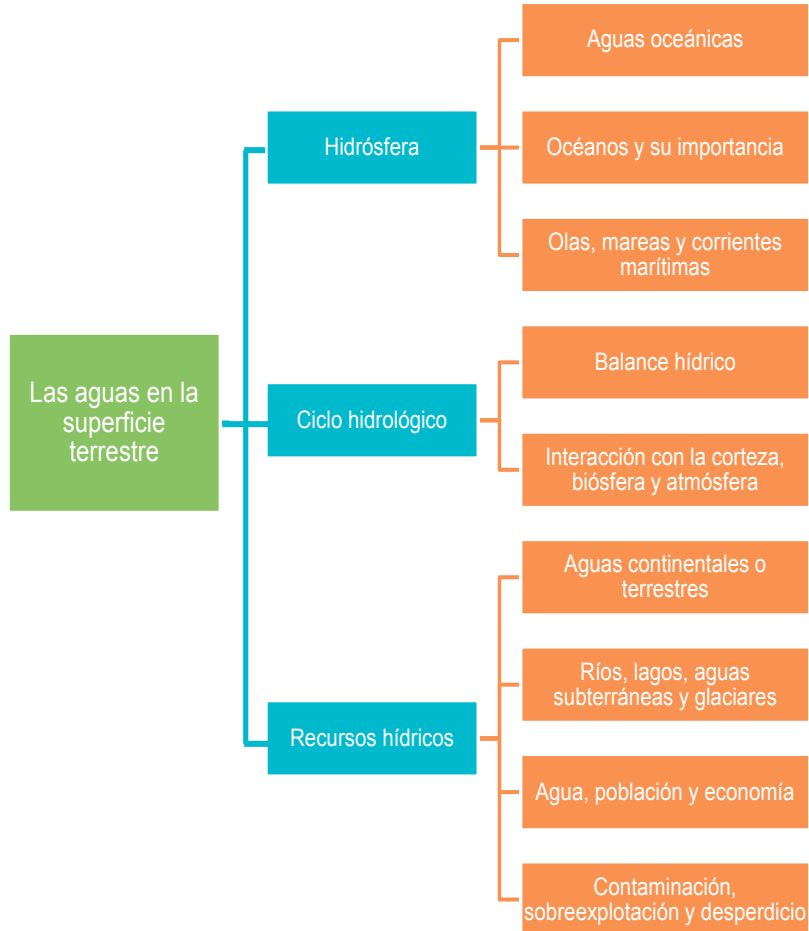 Las aguas en la
superficie
terrestre
Hidrósfera
Aguas oceánicas
Océanos y su importancia
Olas, mareas y corrientes
marítimas
Ciclo hidrológico
Balance hídrico
Interacción con la corteza,
biósfera y atmósfera
Recursos hídricos
Aguas continentales o
terrestres
Ríos, lagos, aguas
subterráneas y glaciares
Agua, población y economía
Contaminación,
sobreexplotación y desperdicio